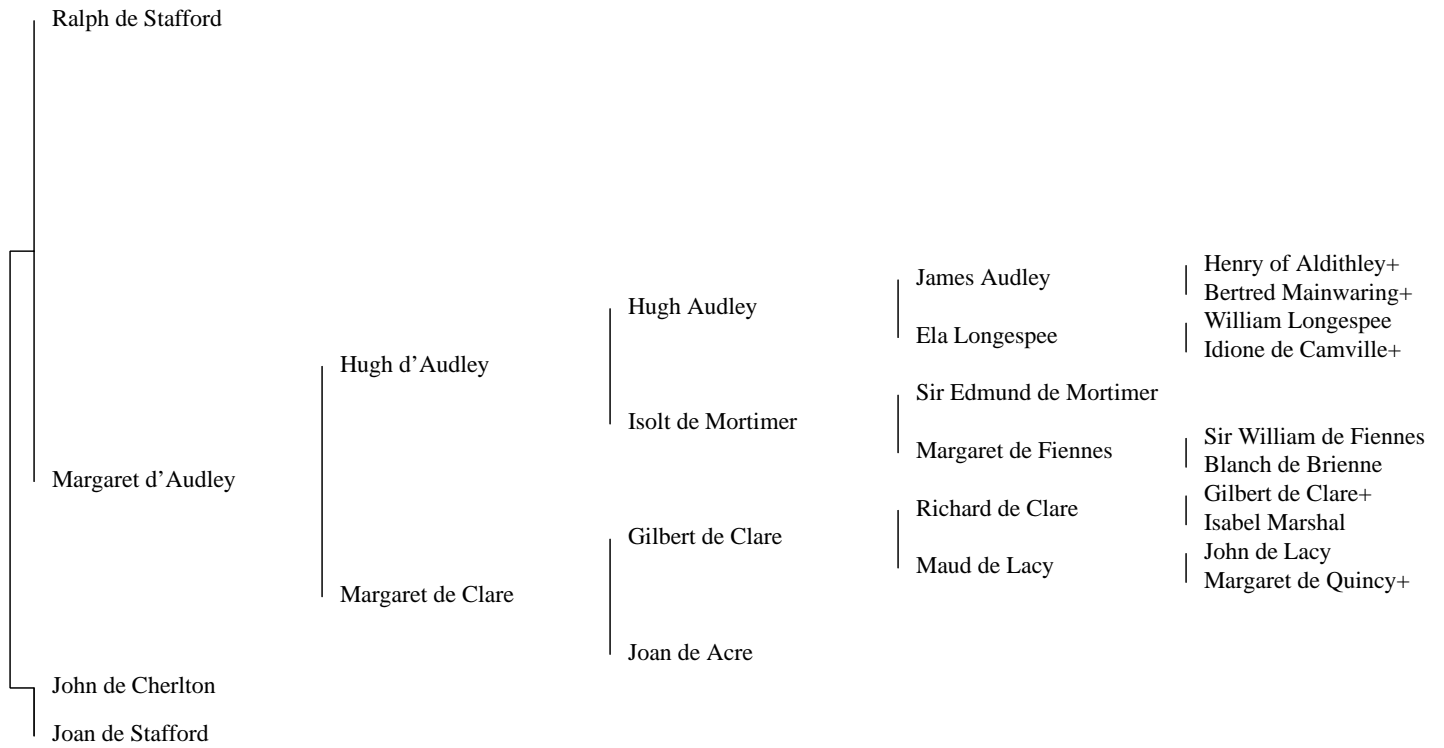 Ralph de Stafford
Henry of Aldithley+
James Audley
Bertred Mainwaring+
Hugh Audley
William Longespee
Ela Longespee
Idione de Camville+
Hugh d’Audley
Sir Edmund de Mortimer
Isolt de Mortimer
Sir William de Fiennes
Margaret de Fiennes
Blanch de Brienne
Margaret d’Audley
Gilbert de Clare+
Richard de Clare
Isabel Marshal
Gilbert de Clare
John de Lacy
Maud de Lacy
Margaret de Quincy+
Margaret de Clare
Joan de Acre
John de Cherlton
Joan de Stafford